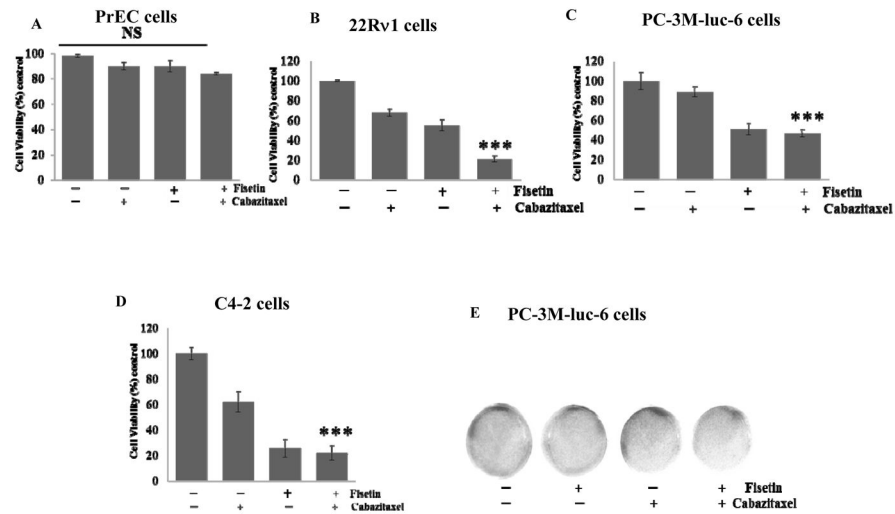 A
PrEC cells
NS
Cell Viability (%) control
100
80
60
40
20
0
– – + + Fisetin
– + – + Cabazitaxel
B
22Rν1 cells
Cell Viability (%) control
120
100
80
60
40
20
0
***
– – + + Fisetin
– + – + Cabazitaxel
C
PC-3M-luc-6 cells
Cell Viability (%) control
120
100
80
60
40
20
0
***
– – + + Fisetin
– + – + Cabazitaxel
D
C4-2 cells
Cell Viability (%) control
120
100
80
60
40
20
0
***
– – + + Fisetin
– + – + Cabazitaxel
E
PC-3M-luc-6 cells
– + – + Fisetin
– – + + Cabazitaxel